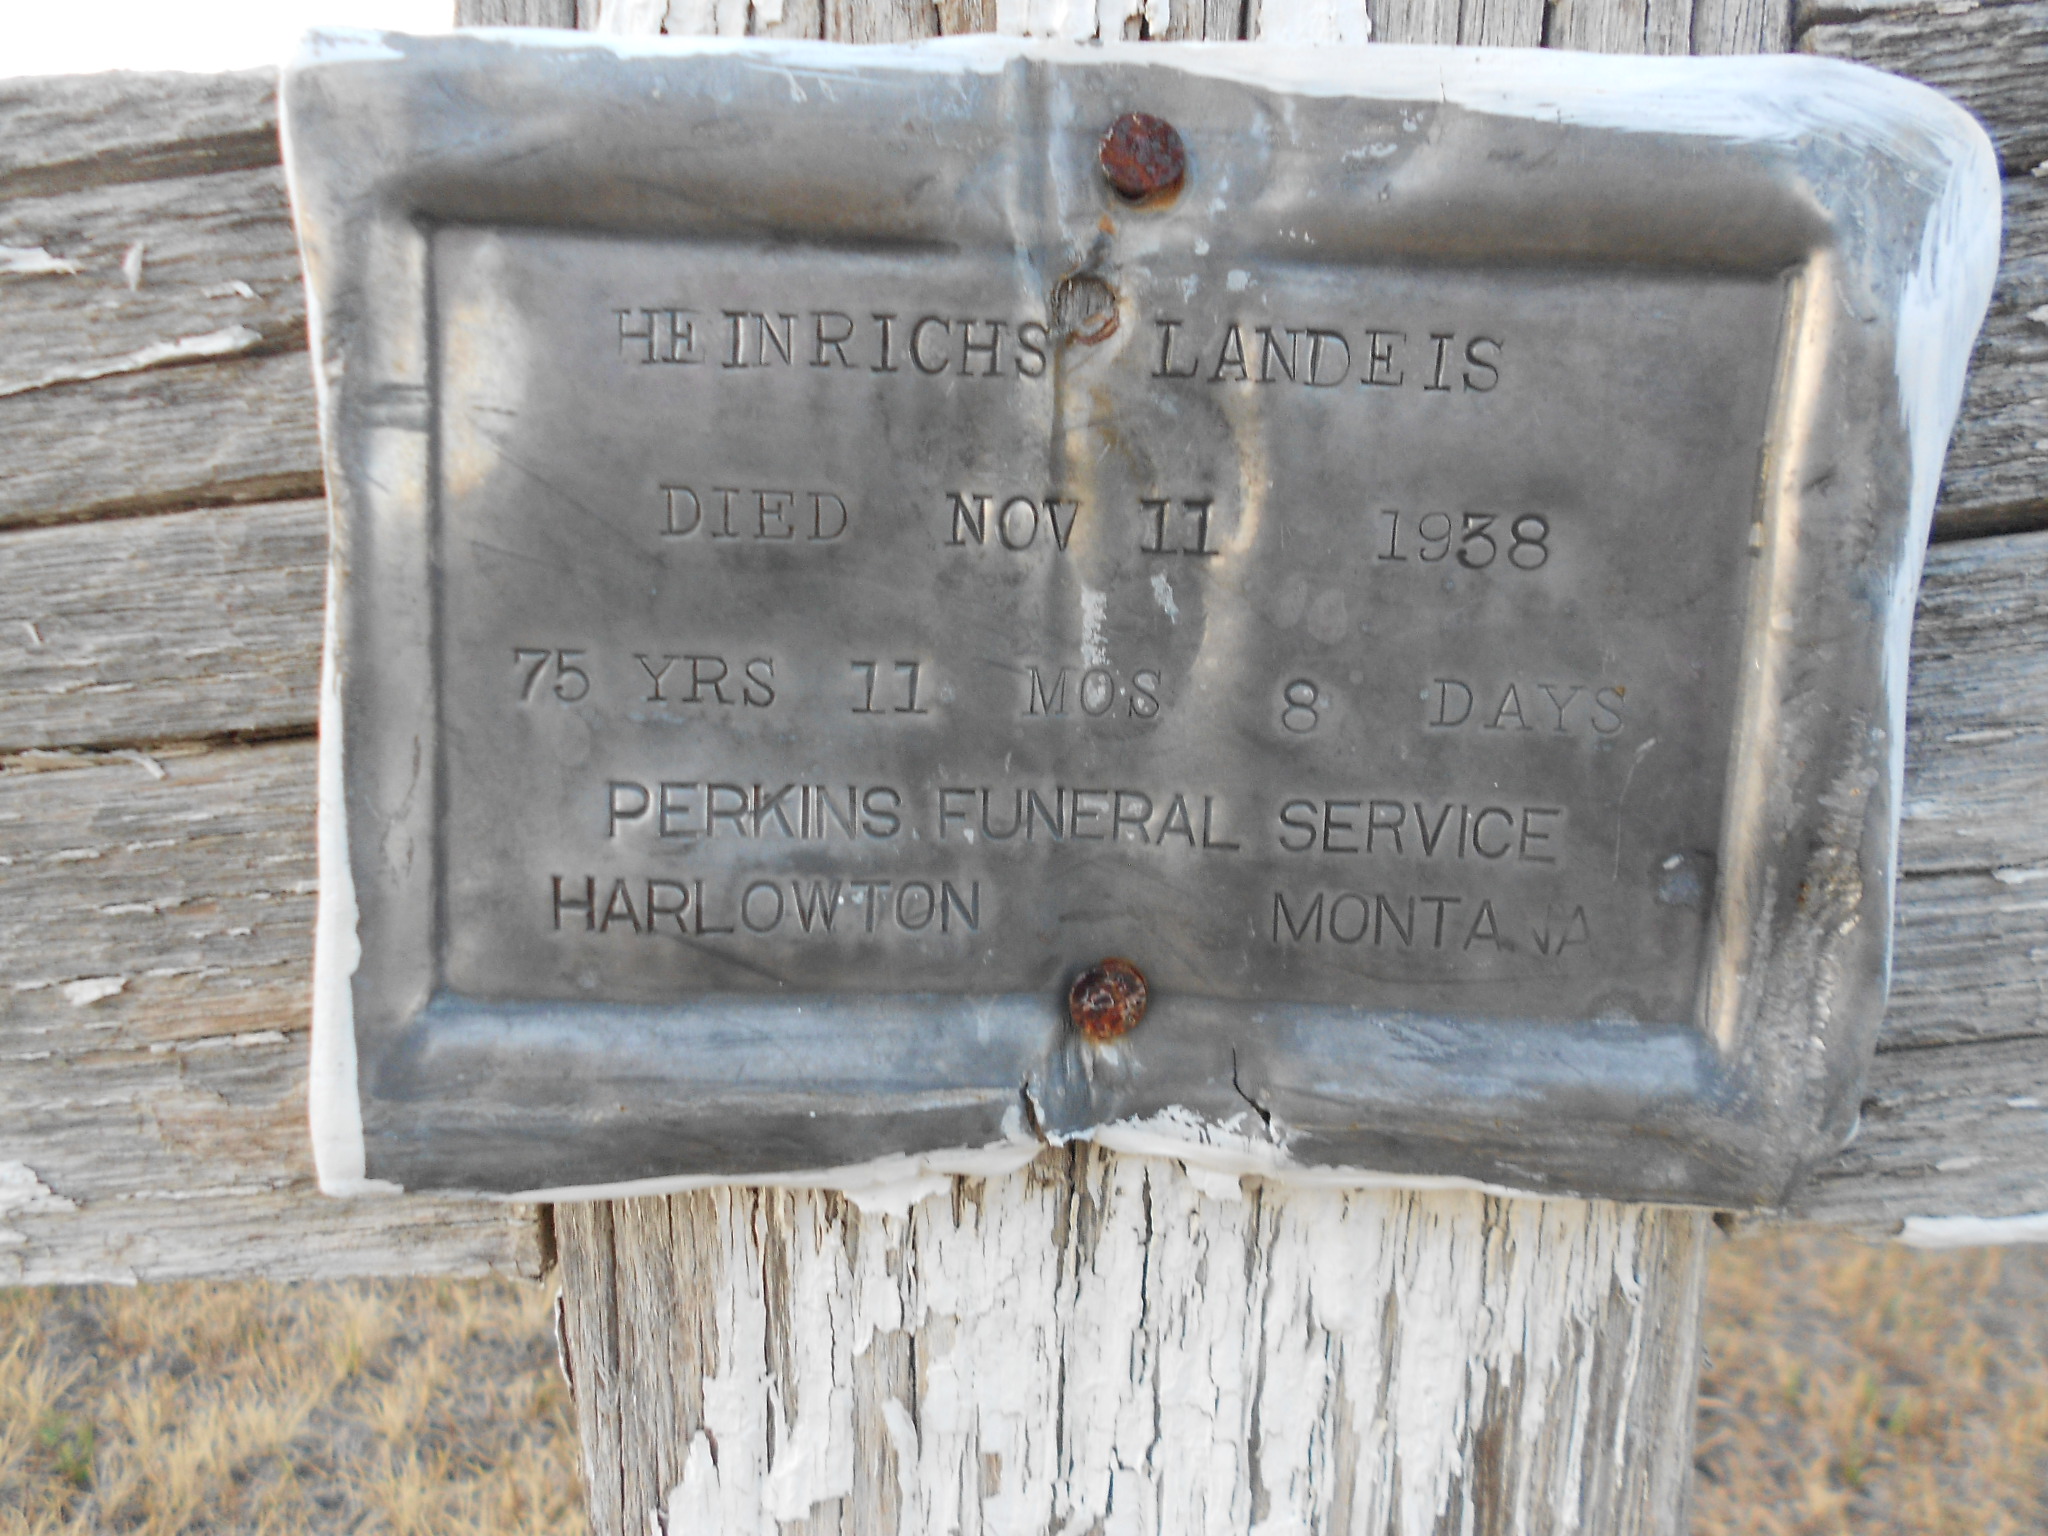 HEINRICHS LANDEIS
DIED NOV 11 1938
75 YRS 11 MOS 8 DAYS
PERKINS FUNERAL SERVICE
HARLOWTON MONTANA